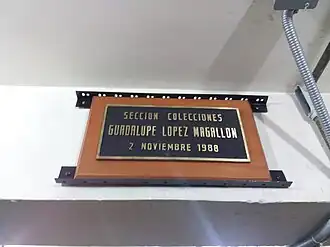 SECCION COLECCIONES
GUADALUPE LOPEZ MAGALLON
2 NOVIEMBRE 1988